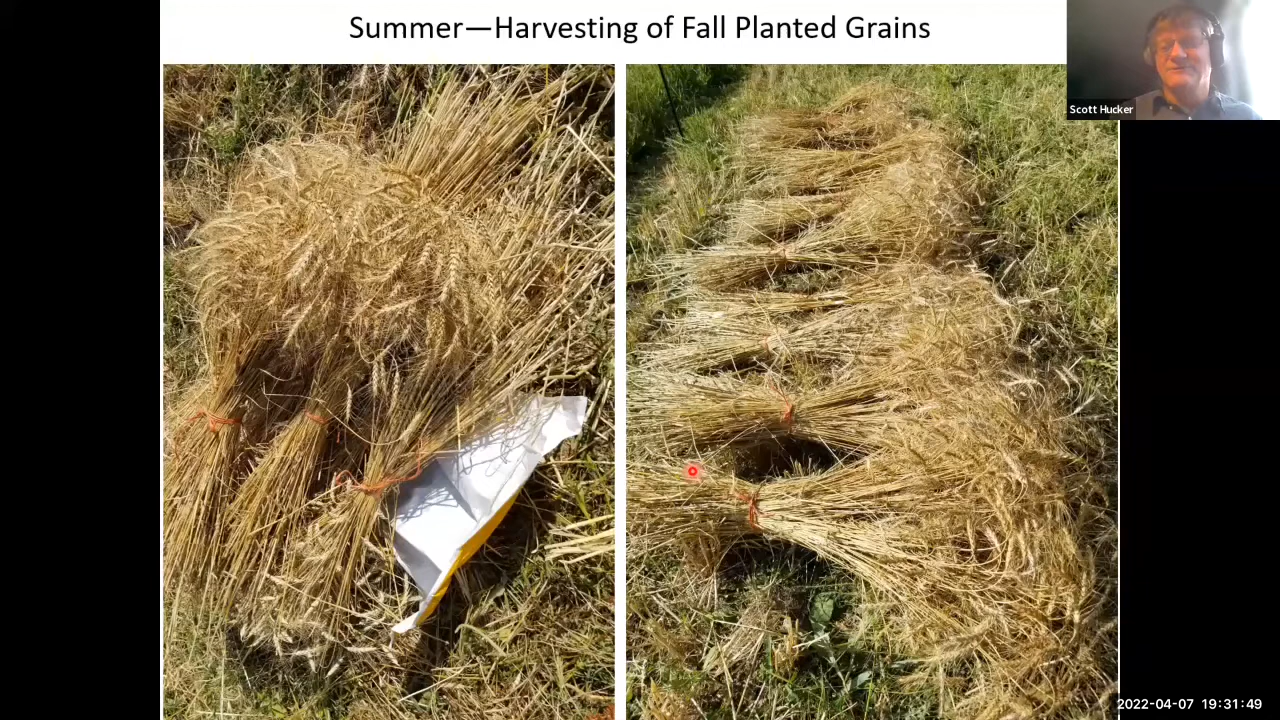 Summer—Harvesting of Fall Planted Grains
Scott Hucker
2022-04-07 19:31:49